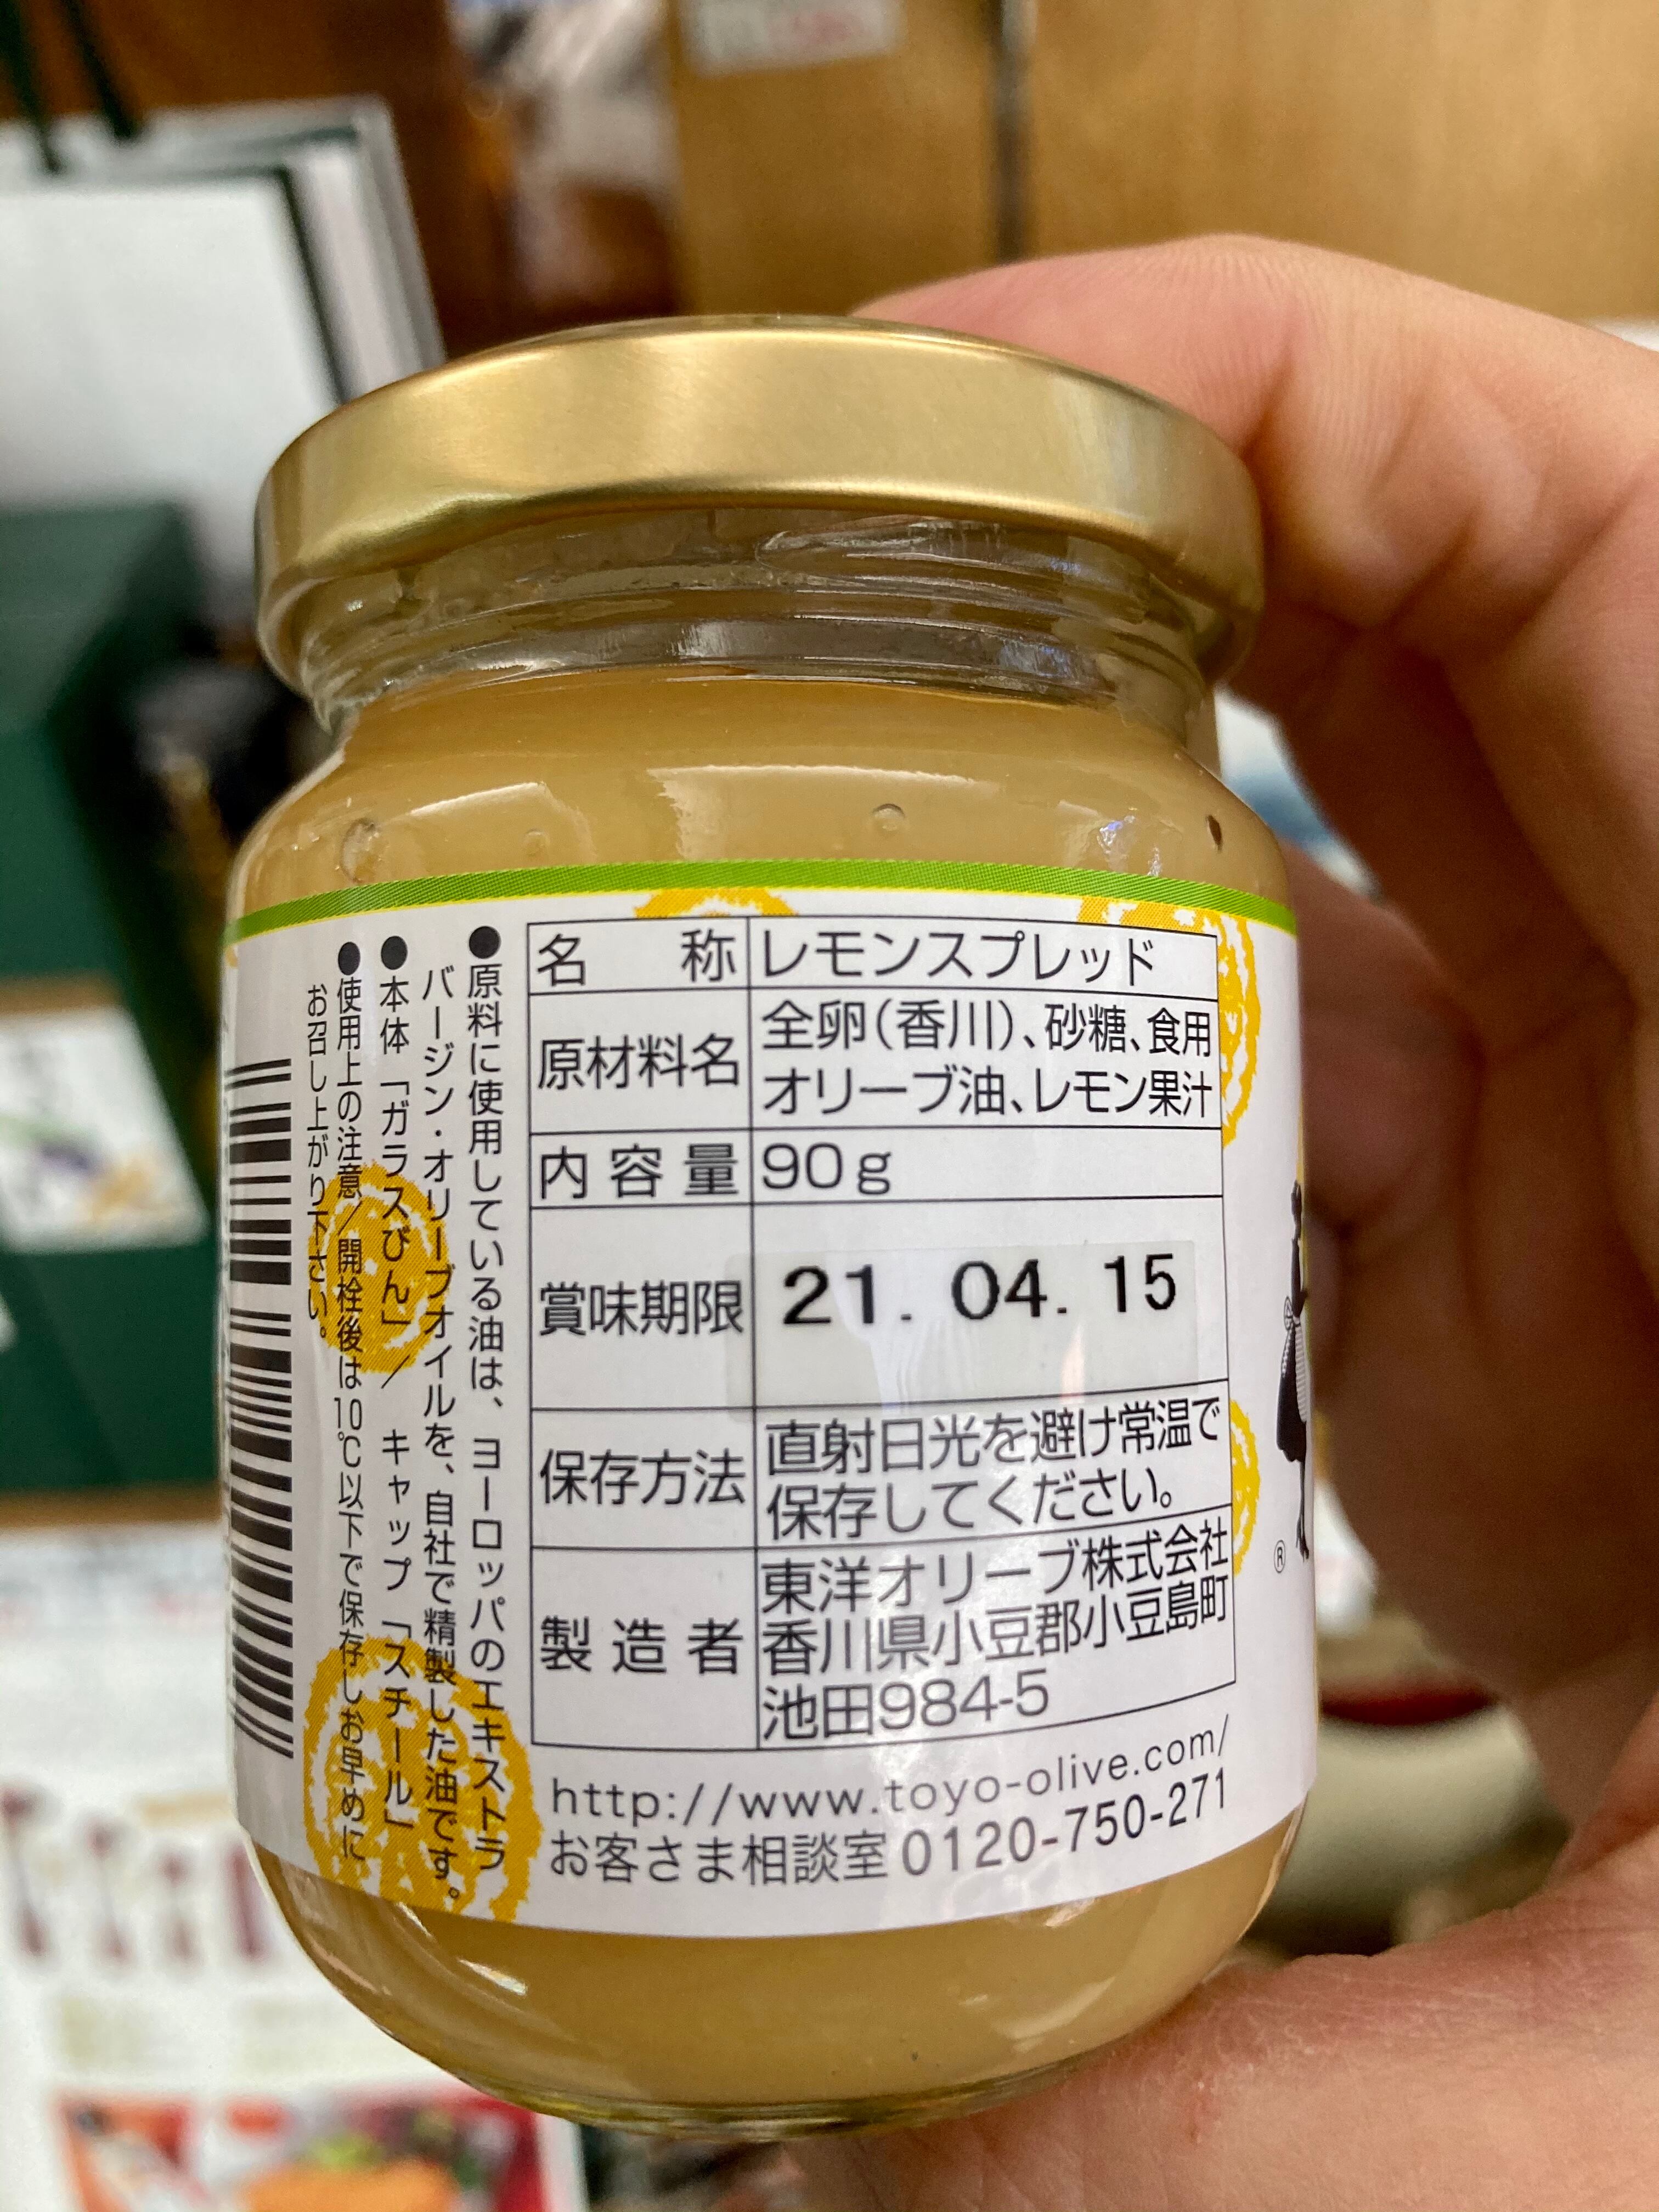 名　称 レモンスプレッド
原材料名 全卵(香川)、砂糖、食用
オリーブ油、レモン果汁
内容量 90g
賞味期限 21. 04. 15
保存方法 直射日光を避け常温で
保存してください。
製造者 東洋オリーブ株式会社
香川県小豆郡小豆島町
池田984-5
http://www.toyo-olive.com/
お客さま相談室 0120-750-271
●原料に使用している油は、ヨーロッパのエキストラ
バージン・オリーブオイルを、自社で精製した油です。
●本体「ガラスびん」／ キャップ「スチール」
●使用上の注意／開栓後は10℃以下で保存しお早めに
お召し上がり下さい。
®